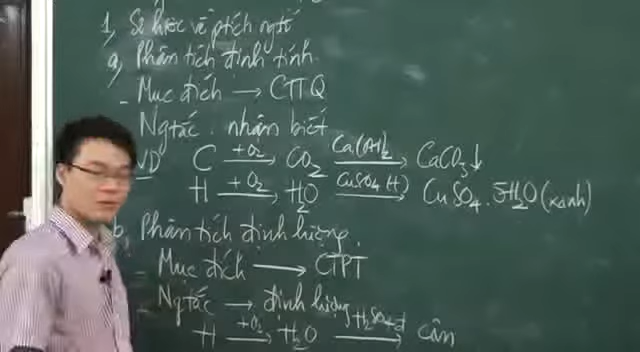 1, Sơ lược về ptích ngtố
a, Phân tích định tính.
- Mục đích → CTTQ
Ngtắc. nhận biết
VD C +O₂ → CO₂ Ca(OH)₂ → CaCO₃↓
H +O₂ → H₂O CuSO₄ → CuSO₄.5H₂O (xanh)
b, Phân tích định lượng.
- Mục đích → CTPT
- Ngtắc → định lượng
H +O₂ → H₂O H₂SO₄đ → cân